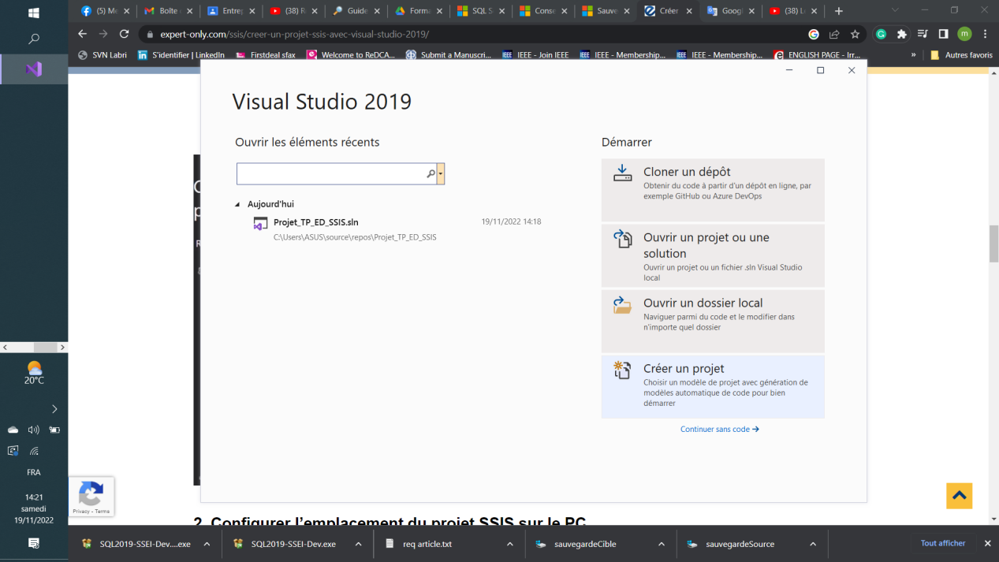 (5) Me
Boîte
Entrep
(38) R
Guide
Forma
SQL S
Conse
Sauve
Créer
Googl
(38) L
expert-only.com/ssis/creer-un-projet-ssis-avec-visual-studio-2019/
m
SVN Labri
S'identifier | LinkedIn
Firstdeal sfax
Welcome to ReDCA...
Submit a Manuscri...
IEEE - Join IEEE
IEEE - Membership...
IEEE - Membership...
ENGLISH PAGE - Irr...
»
Autres favoris
Visual Studio 2019
Ouvrir les éléments récents
Aujourd'hui
Projet_TP_ED_SSIS.sln
19/11/2022 14:18
C:\Users\ASUS\source\repos\Projet_TP_ED_SSIS
Démarrer
Cloner un dépôt
Obtenir du code à partir d'un dépôt en ligne, par
exemple GitHub ou Azure DevOps
Ouvrir un projet ou une
solution
Ouvrir un projet ou un fichier .sln Visual Studio
local
Ouvrir un dossier local
Naviguer parmi du code et le modifier dans
n'importe quel dossier
Créer un projet
Choisir un modèle de projet avec génération de
modèles automatique de code pour bien
démarrer
Continuer sans code →
20°C
FRA
14:21
samedi
19/11/2022
Privacy - Terms
2. Configurer l'emplacement du projet SSIS sur le PC
SQL2019-SSEI-Dev....exe
SQL2019-SSEI-Dev.exe
req article.txt
sauvegardeCible
sauvegardeSource
Tout afficher